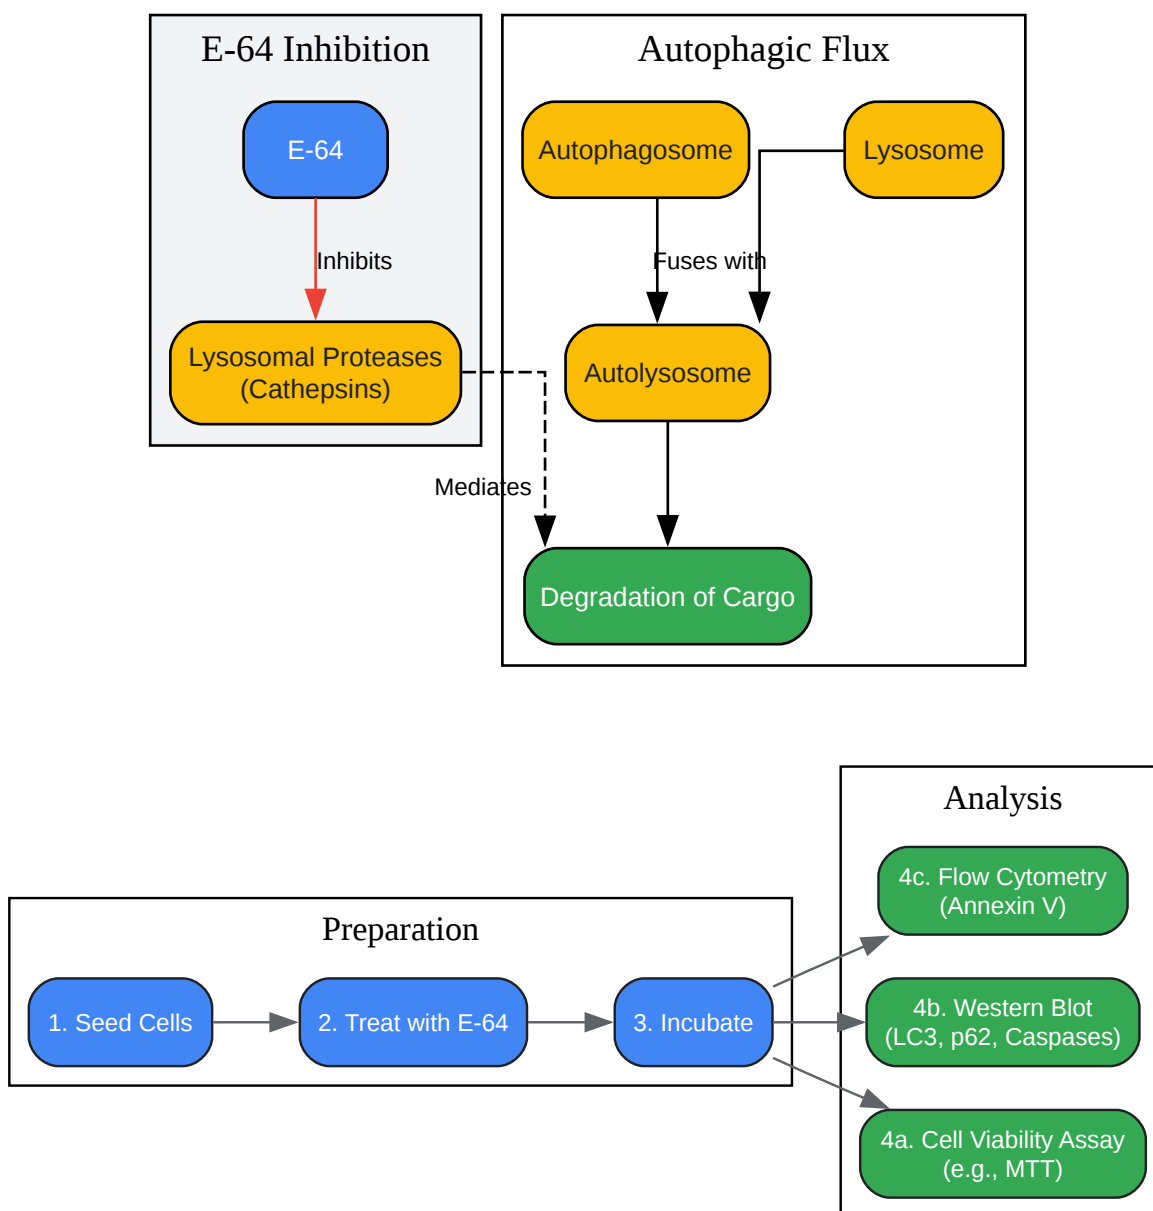 E-64 Inhibition
E-64
Inhibits
Lysosomal Proteases
(Cathepsins)
Mediates
Autophagic Flux
Autophagosome
Lysosome
Fuses with
Autolysosome
Degradation of Cargo
Preparation
1. Seed Cells
2. Treat with E-64
3. Incubate
Analysis
4c. Flow Cytometry
(Annexin V)
4b. Western Blot
(LC3, p62, Caspases)
4a. Cell Viability Assay
(e.g., MTT)